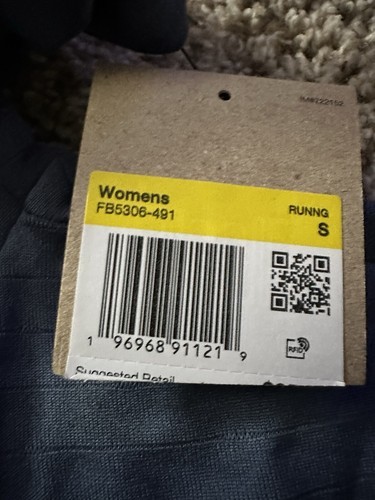 Womens
FB5306-491
RUNNG
S
1 96968 91121 9
RFID
Suggested Retail